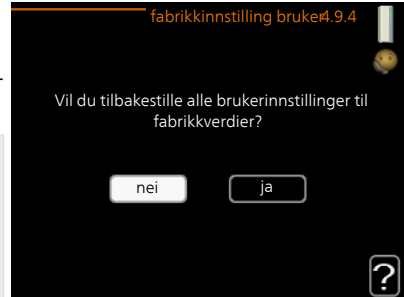 fabrikkinnstilling bruker4.9.4
Vil du tilbakestille alle brukerinnstillinger til
fabrikkverdier?
nei
ja
?